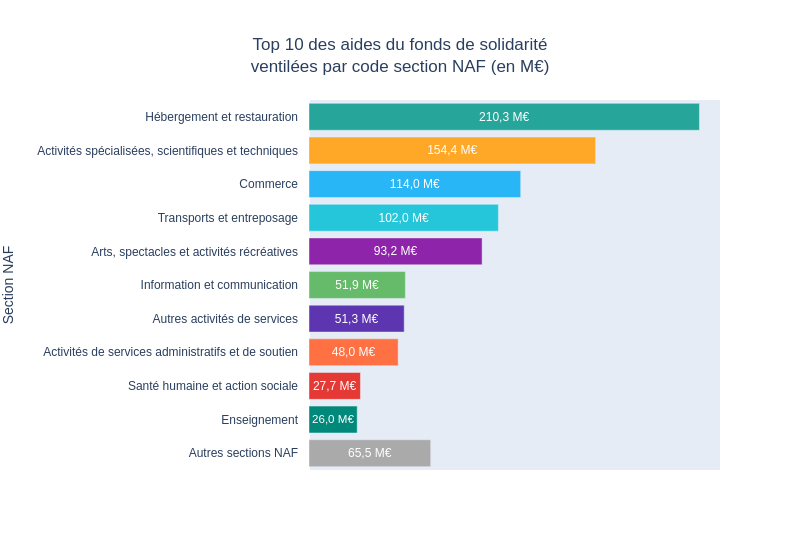 Top 10 des aides du fonds de solidarité
ventilées par code section NAF (en M€)
Section NAF
Hébergement et restauration 210,3 M€
Activités spécialisées, scientifiques et techniques 154,4 M€
Commerce 114,0 M€
Transports et entreposage 102,0 M€
Arts, spectacles et activités récréatives 93,2 M€
Information et communication 51,9 M€
Autres activités de services 51,3 M€
Activités de services administratifs et de soutien 48,0 M€
Santé humaine et action sociale 27,7 M€
Enseignement 26,0 M€
Autres sections NAF 65,5 M€